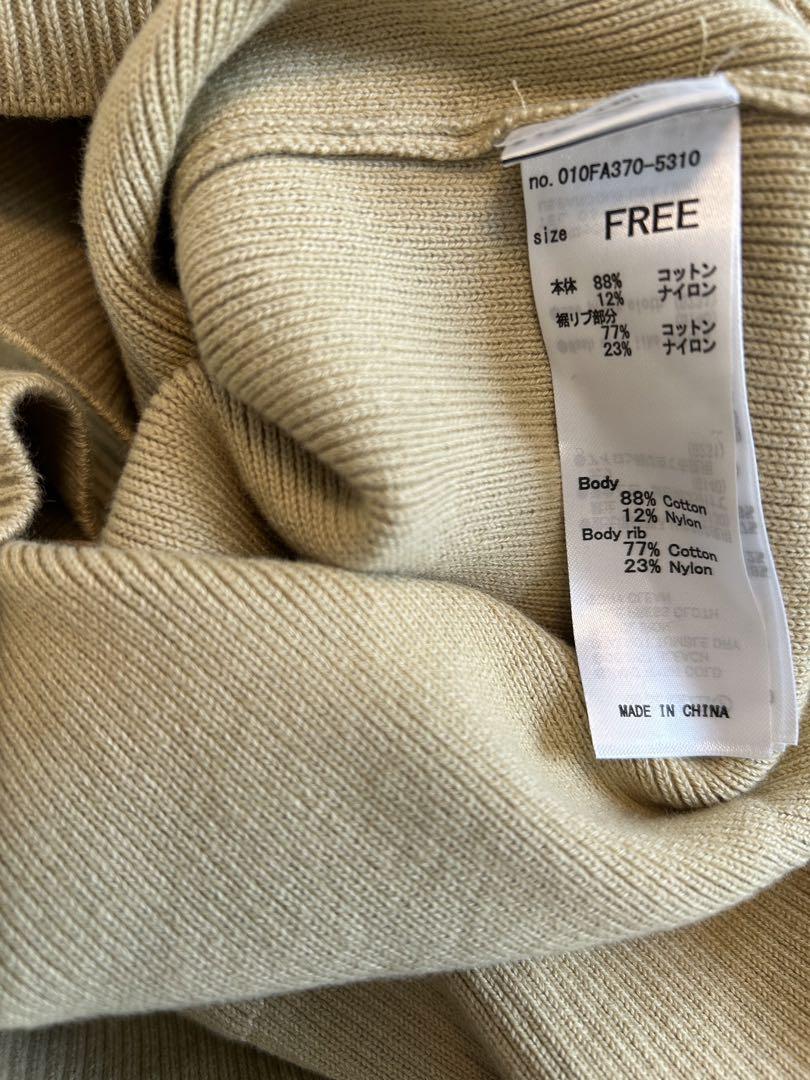 no. 010FA370-5310
size FREE
本体 88% コットン
12% ナイロン
裾リブ部分
77% コットン
23% ナイロン
Body
88% Cotton
12% Nylon
Body rib
77% Cotton
23% Nylon
MADE IN CHINA